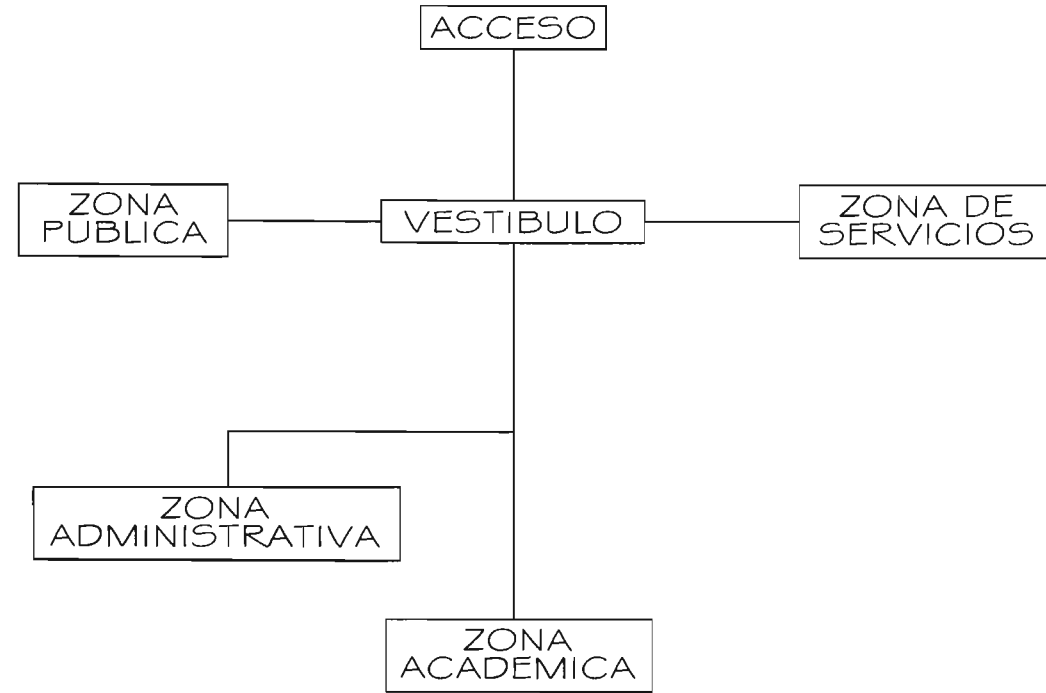 ACCESO
ZONA
PUBLICA
VESTIBULO
ZONA DE
SERVICIOS
ZONA
ADMINISTRATIVA
ZONA
ACADEMICA